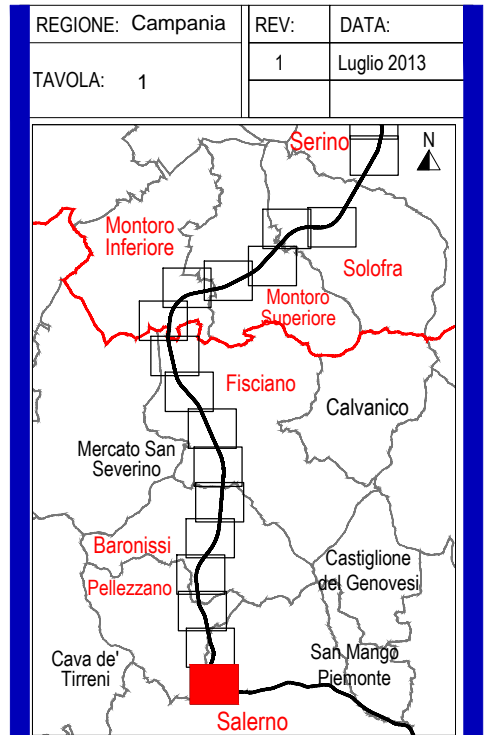 REGIONE: Campania
REV:
DATA:
TAVOLA: 1
1
Luglio 2013
Serino
N
Montoro
Inferiore
Solofra
Montoro
Superiore
Fisciano
Calvanico
Mercato San
Severino
Baronissi
Castiglione
del Genovesi
Pellezzano
Cava de'
Tirreni
San Mango
Piemonte
Salerno